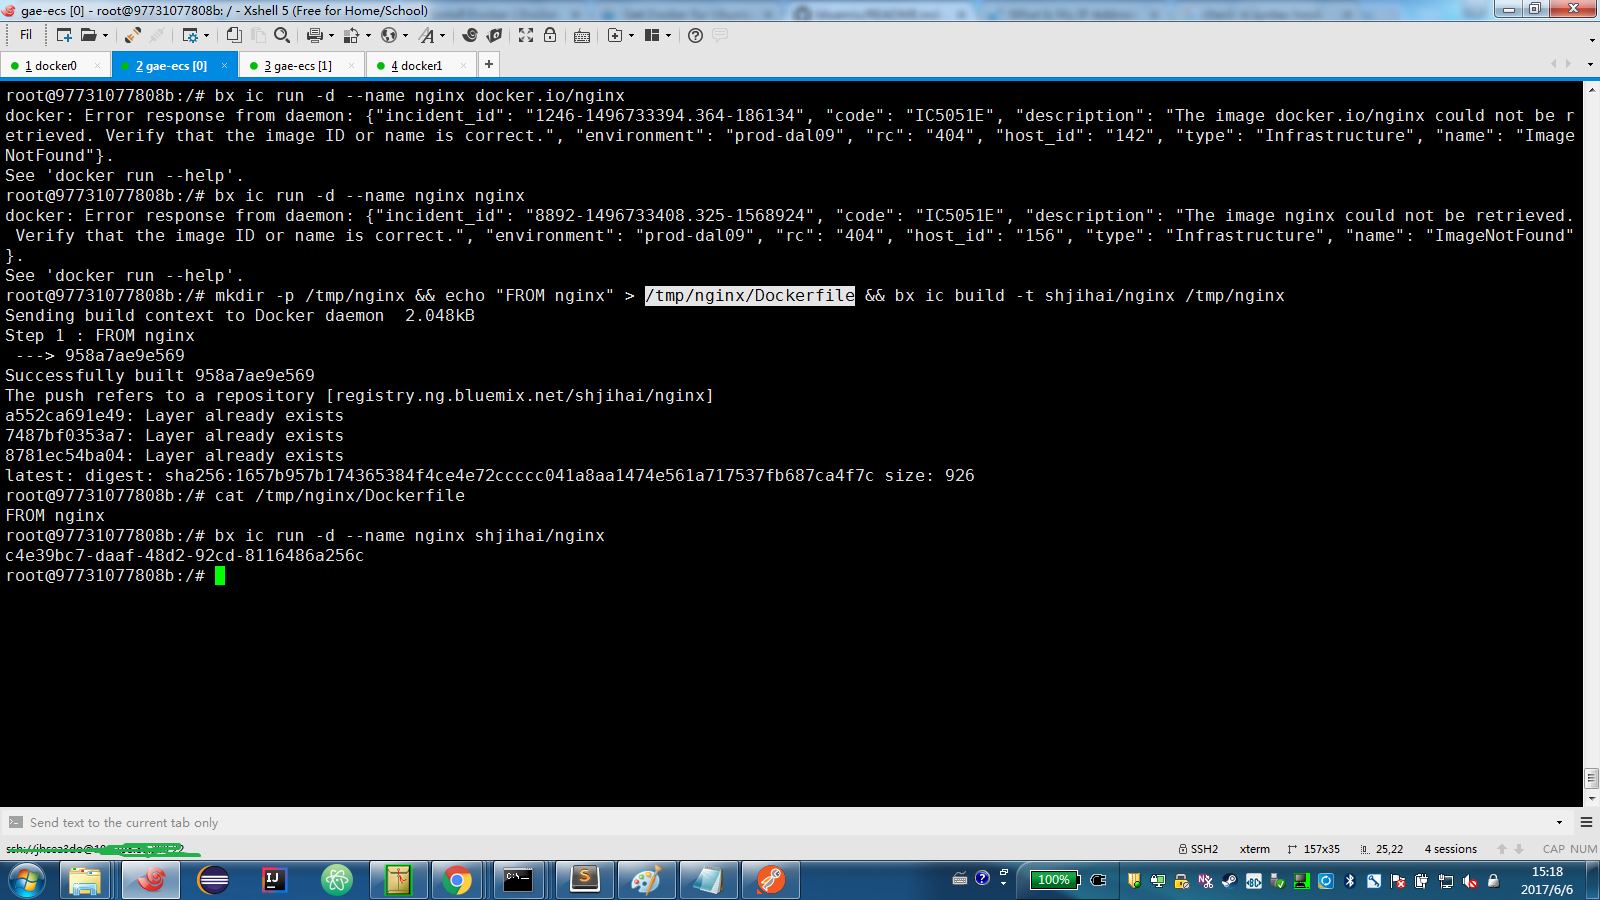 gae-ecs [0] - root@97731077808b: / - Xshell 5 (Free for Home/School)
Fil
1 docker0
2 gae-ecs [0]
3 gae-ecs [1]
4 docker1
root@97731077808b:/# bx ic run -d --name nginx docker.io/nginx
docker: Error response from daemon: {"incident_id": "1246-1496733394.364-186134", "code": "IC5051E", "description": "The image docker.io/nginx could not be r
etrieved. Verify that the image ID or name is correct.", "environment": "prod-dal09", "rc": "404", "host_id": "142", "type": "Infrastructure", "name": "Image
NotFound"}.
See 'docker run --help'.
root@97731077808b:/# bx ic run -d --name nginx nginx
docker: Error response from daemon: {"incident_id": "8892-1496733408.325-1568924", "code": "IC5051E", "description": "The image nginx could not be retrieved.
 Verify that the image ID or name is correct.", "environment": "prod-dal09", "rc": "404", "host_id": "156", "type": "Infrastructure", "name": "ImageNotFound"
}.
See 'docker run --help'.
root@97731077808b:/# mkdir -p /tmp/nginx && echo "FROM nginx" > /tmp/nginx/Dockerfile && bx ic build -t shjihai/nginx /tmp/nginx
Sending build context to Docker daemon  2.048kB
Step 1 : FROM nginx
 ---> 958a7ae9e569
Successfully built 958a7ae9e569
The push refers to a repository [registry.ng.bluemix.net/shjihai/nginx]
a552ca691e49: Layer already exists
7487bf0353a7: Layer already exists
8781ec54ba04: Layer already exists
latest: digest: sha256:1657b957b174365384f4ce4e72ccccc041a8aa1474e561a717537fb687ca4f7c size: 926
root@97731077808b:/# cat /tmp/nginx/Dockerfile
FROM nginx
root@97731077808b:/# bx ic run -d --name nginx shjihai/nginx
c4e39bc7-daaf-48d2-92cd-8116486a256c
root@97731077808b:/#
Send text to the current tab only
SSH2
xterm
157x35
25,22
4 sessions
CAP NUM
100%
15:18
2017/6/6